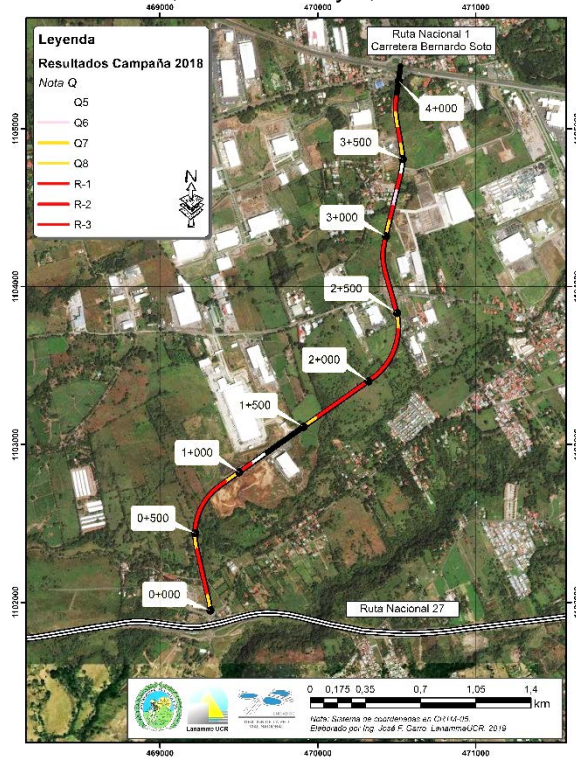 469000 470000
Ruta Nacional 1
Carretera Bernardo Soto
Leyenda
Resultados Campaña 2018
Nota Q
Q5
Q6
Q7
Q8
R-1
R-2
R-3
N
4+000
1105000
3+500
3+000
1104000
2+500
2+000
1+500
1103000
1+000
0+500
0+000
1102000
Ruta Nacional 27
0 0,175 0,35 0,7 1,05 1,4
km
Lanamme UCR
Nota: Sistema de coordenadas en CRTM-05.
Elaborado por Ing. José F. Garro. LanammeUCR, 2019
469000 470000 471000